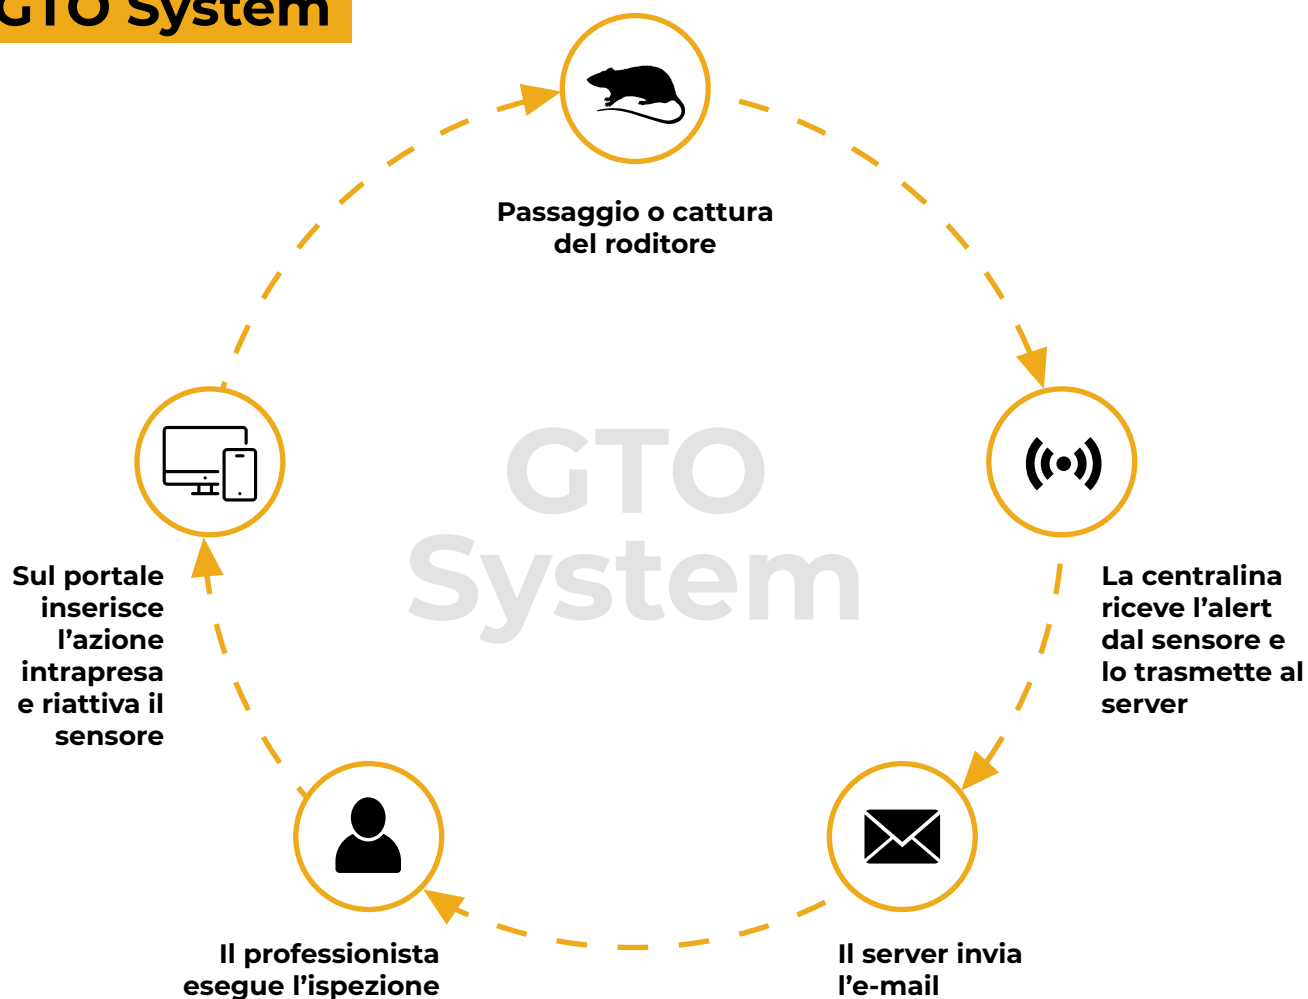 GTO System
Passaggio o cattura
del roditore
GTO
System
Sul portale
inserisce
l’azione
intrapresa
e riattiva il
sensore
La centralina
riceve l’alert
dal sensore e
lo trasmette al
server
Il professionista
esegue l’ispezione
Il server invia
l’e-mail